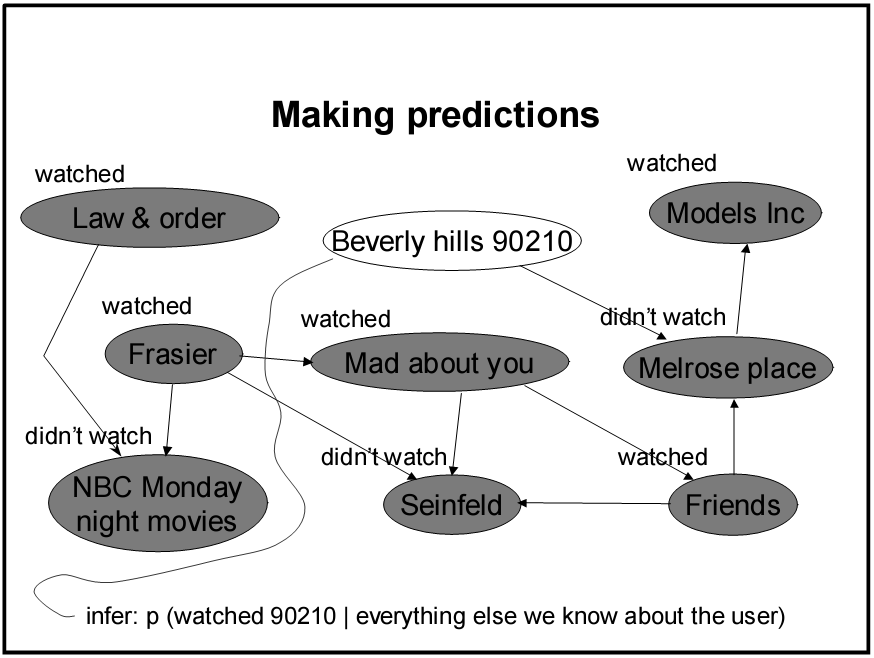 Making predictions
watched
Law & order
watched
Models Inc
Beverly hills 90210
watched
Frasier
watched
Mad about you
didn't watch
Melrose place
didn't watch
NBC Monday
night movies
didn't watch
Seinfeld
watched
Friends
infer: p (watched 90210 | everything else we know about the user)